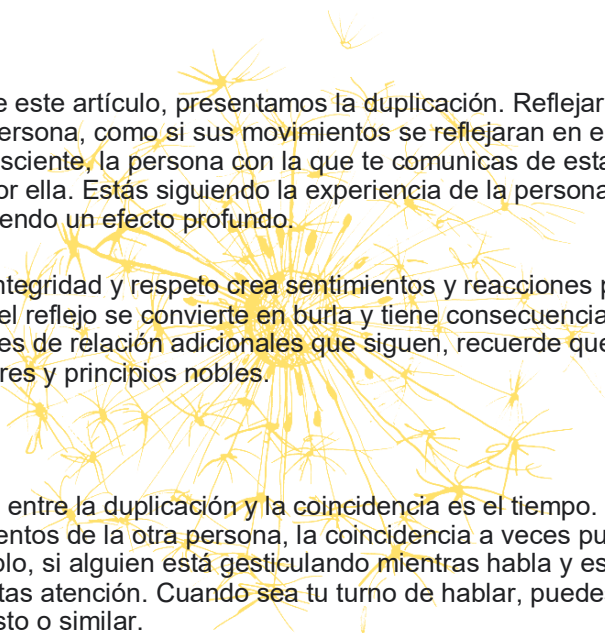 e este artículo, presentamos la duplicación. Reflejar
ersona, como si sus movimientos se reflejaran en e
sciente, la persona con la que te comunicas de esta
or ella. Estás siguiendo la experiencia de la persona
endo un efecto profundo.
ntegridad y respeto crea sentimientos y reacciones p
el reflejo se convierte en burla y tiene consecuencia
es de relación adicionales que siguen, recuerde que
res y principios nobles.
entre la duplicación y la coincidencia es el tiempo.
entos de la otra persona, la coincidencia a veces pu
olo, si alguien está gesticulando mientras habla y es
tas atención. Cuando sea tu turno de hablar, puede
sto o similar.